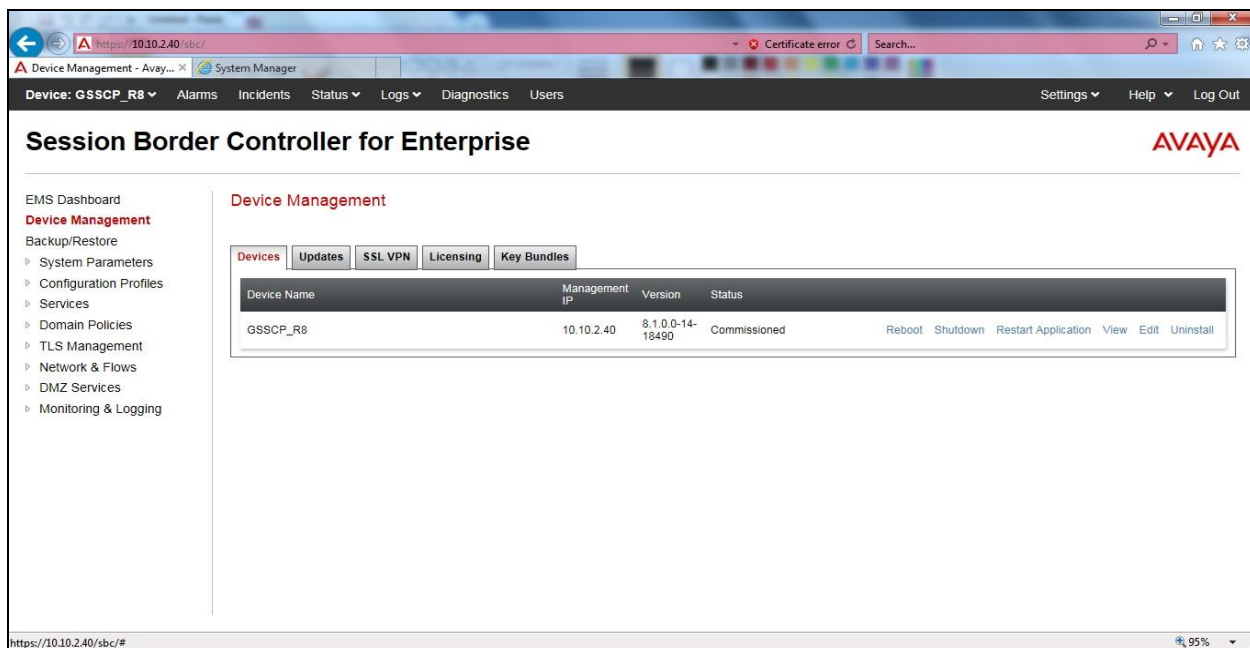 https://10.10.2.40/sbc/
Certificate error
Search...
Device Management - Avay...
System Manager
Device: GSSCP_R8 Alarms Incidents Status Logs Diagnostics Users Settings Help Log Out
Session Border Controller for Enterprise
AVAYA
EMS Dashboard
Device Management
Backup/Restore
System Parameters
Configuration Profiles
Services
Domain Policies
TLS Management
Network & Flows
DMZ Services
Monitoring & Logging
Device Management
Devices Updates SSL VPN Licensing Key Bundles
Device Name Management IP Version Status
GSSCP_R8 10.10.2.40 8.1.0.0-14-18490 Commissioned Reboot Shutdown Restart Application View Edit Uninstall
https://10.10.2.40/sbc/#
95%